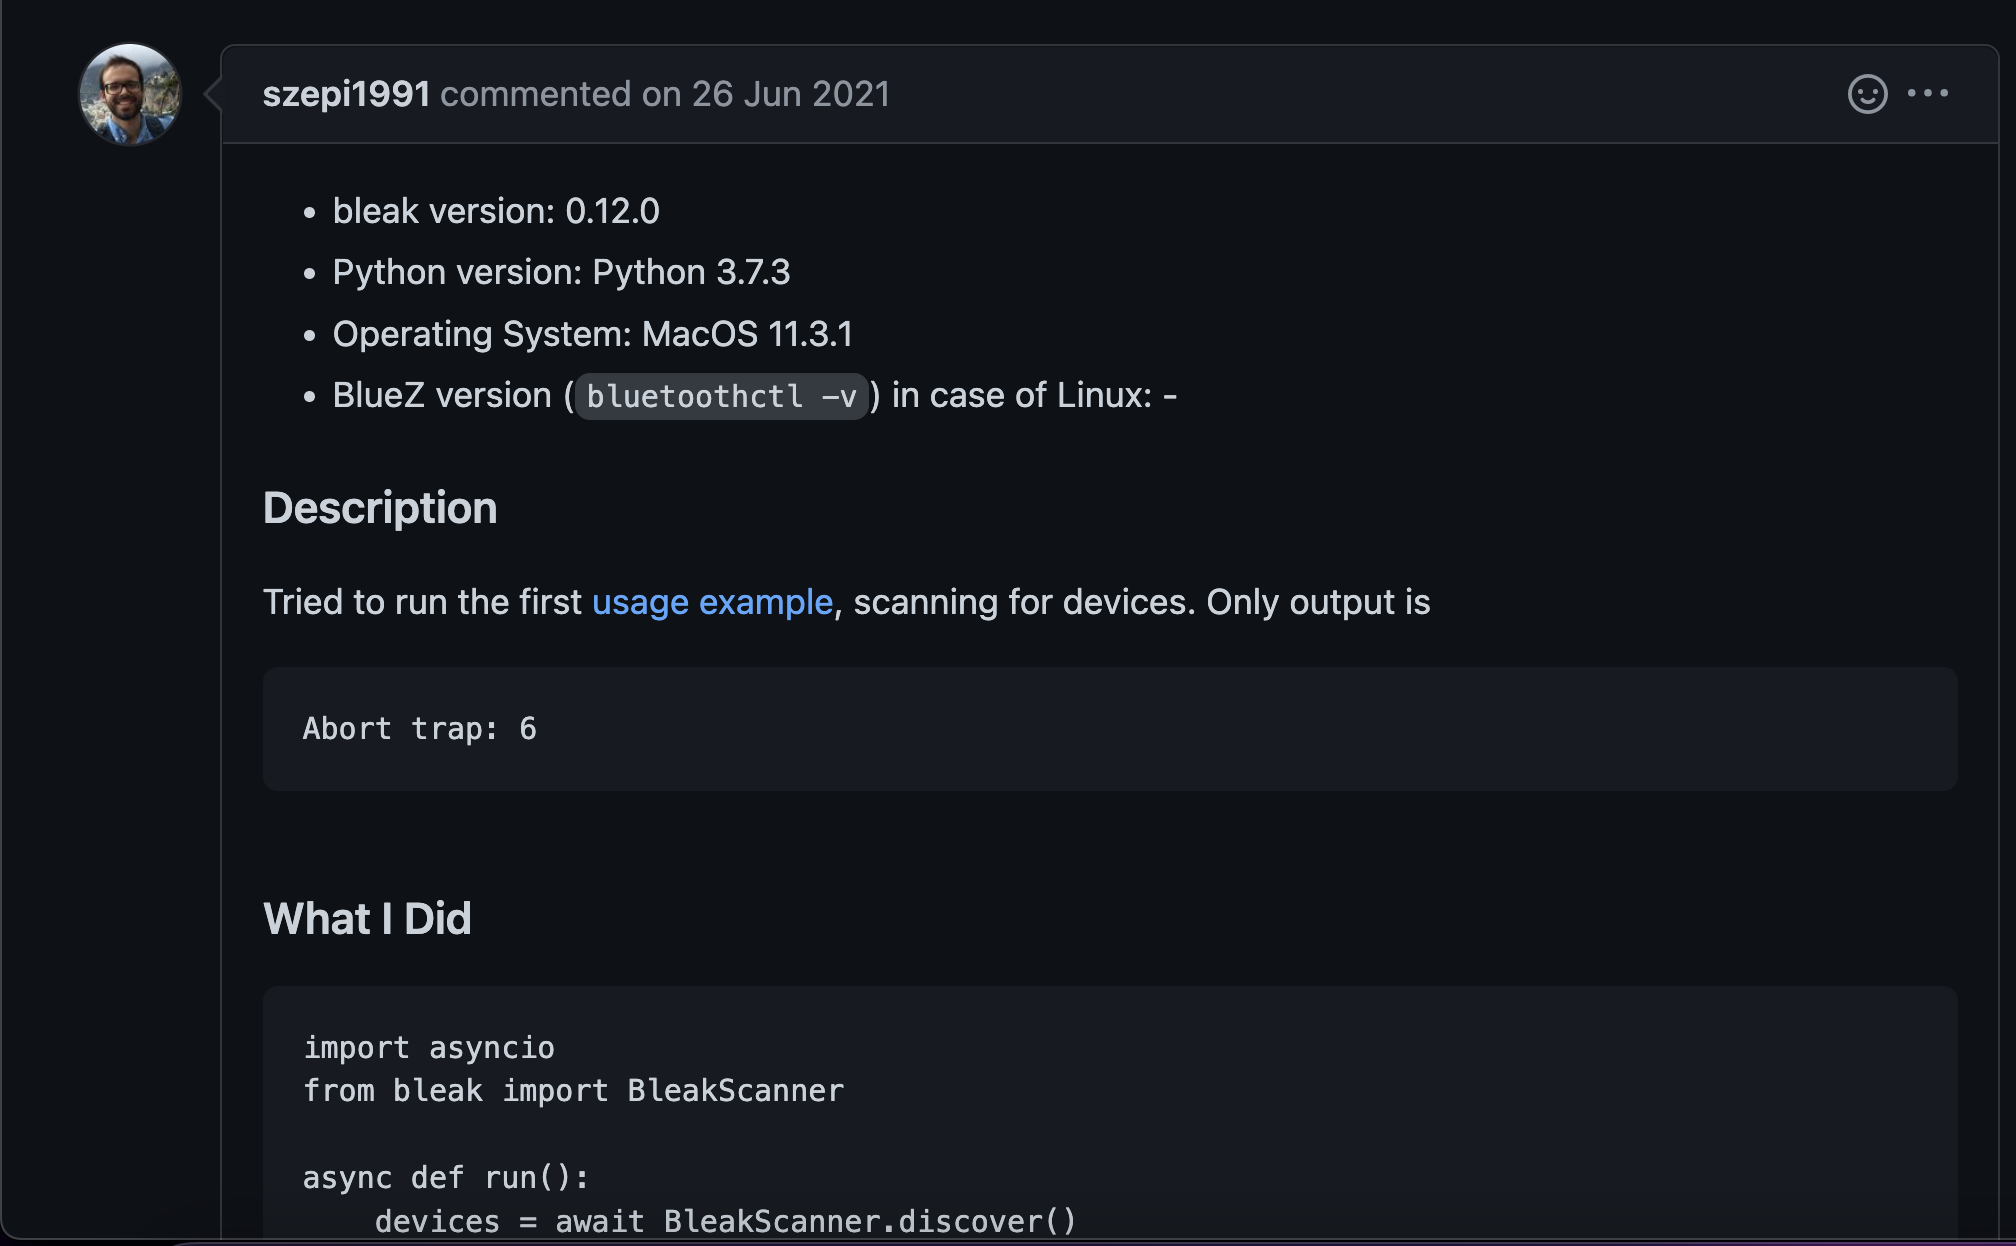 szepi1991 commented on 26 Jun 2021
• bleak version: 0.12.0
• Python version: Python 3.7.3
• Operating System: MacOS 11.3.1
• BlueZ version (bluetoothctl -v) in case of Linux: -
Description
Tried to run the first usage example, scanning for devices. Only output is
Abort trap: 6
What I Did
import asyncio
from bleak import BleakScanner
async def run():
    devices = await BleakScanner.discover()